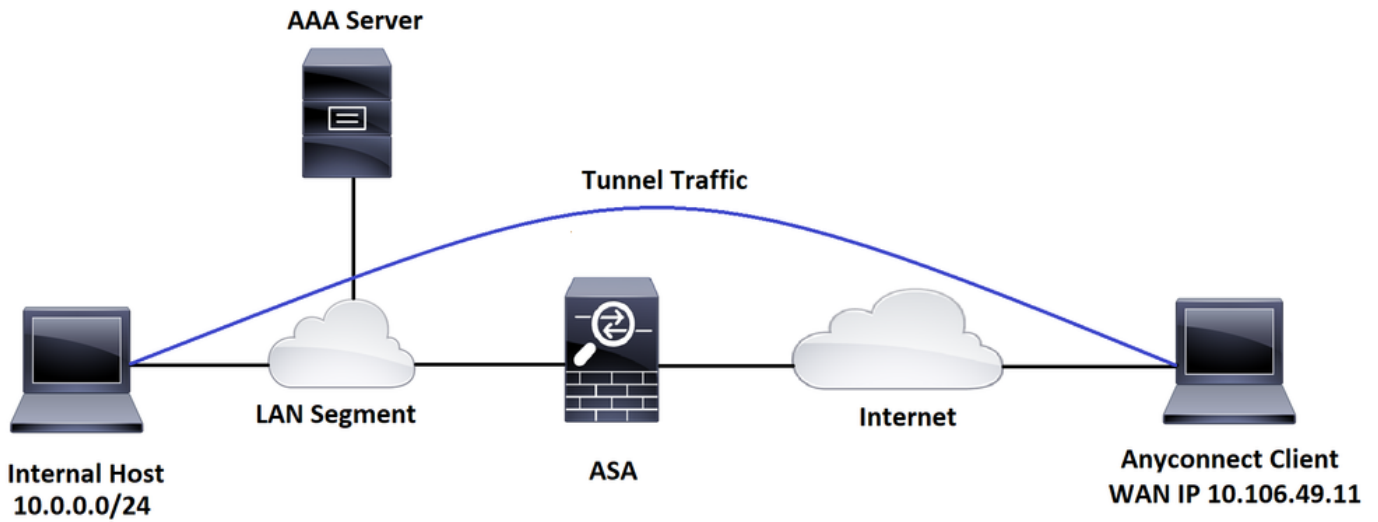 AAA Server
Tunnel Traffic
LAN Segment
Internet
ASA
Internal Host
10.0.0.0/24
Anyconnect Client
WAN IP 10.106.49.11